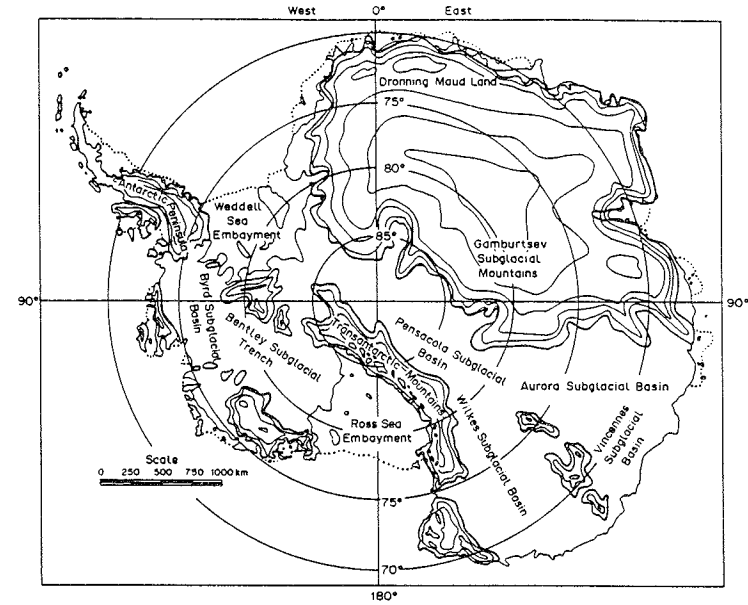 West 0° East
Dronning Maud Land
75°
80°
Antarctic Peninsula
Weddell
Sea
Embayment
85°
Gamburtsev
Subglacial
Mountains
90°
90°
Byrd Subglacial
Basin
Bentley Subglacial
Trench
Transantarctic Mountains
Pensacola Subglacial
Basin
Aurora Subglacial Basin
Wilkes Subglacial Basin
Vincennes
Subglacial
Basin
Ross Sea
Embayment
Scale
0 250 500 750 1000 km
75°
70°
180°